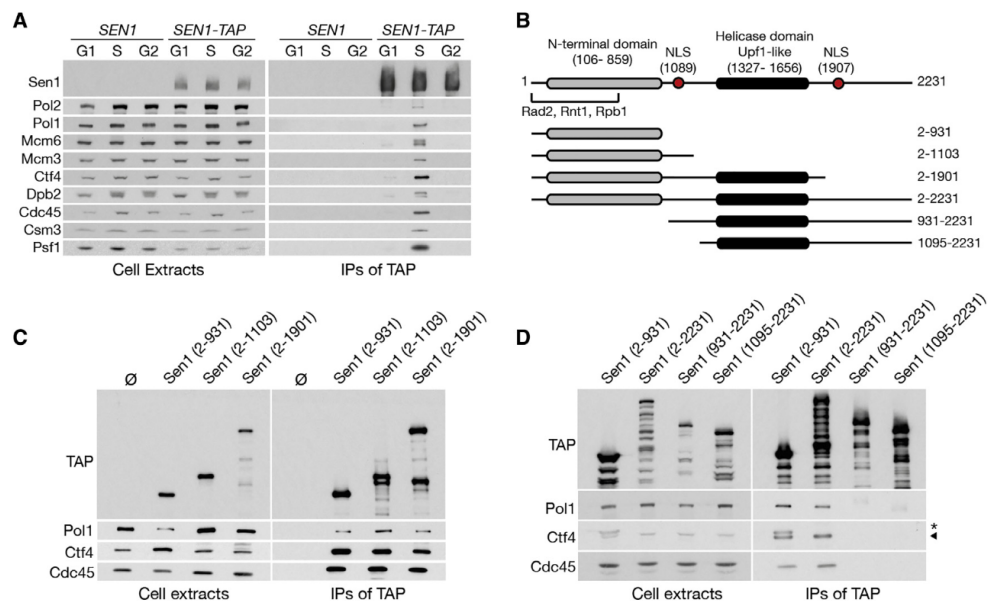 A
SEN1 SEN1-TAP SEN1 SEN1-TAP
G1 S G2 G1 S G2 G1 S G2 G1 S G2
Sen1
Pol2
Pol1
Mcm6
Mcm3
Ctf4
Dpb2
Cdc45
Csm3
Psf1
Cell Extracts IPs of TAP
B
N-terminal domain
(106- 859)
NLS
(1089)
Helicase domain
Upf1-like
(1327- 1656)
NLS
(1907)
1 2231
Rad2, Rnt1, Rpb1
2-931
2-1103
2-1901
2-2231
931-2231
1095-2231
C
Ø Sen1 (2-931) Sen1 (2-1103) Sen1 (2-1901) Ø Sen1 (2-931) Sen1 (2-1103) Sen1 (2-1901)
TAP
Pol1
Ctf4
Cdc45
Cell extracts IPs of TAP
D
Sen1 (2-931) Sen1 (2-2231) Sen1 (931-2231) Sen1 (1095-2231) Sen1 (2-931) Sen1 (2-2231) Sen1 (931-2231) Sen1 (1095-2231)
TAP
Pol1
Ctf4 *
Cdc45
Cell extracts IPs of TAP